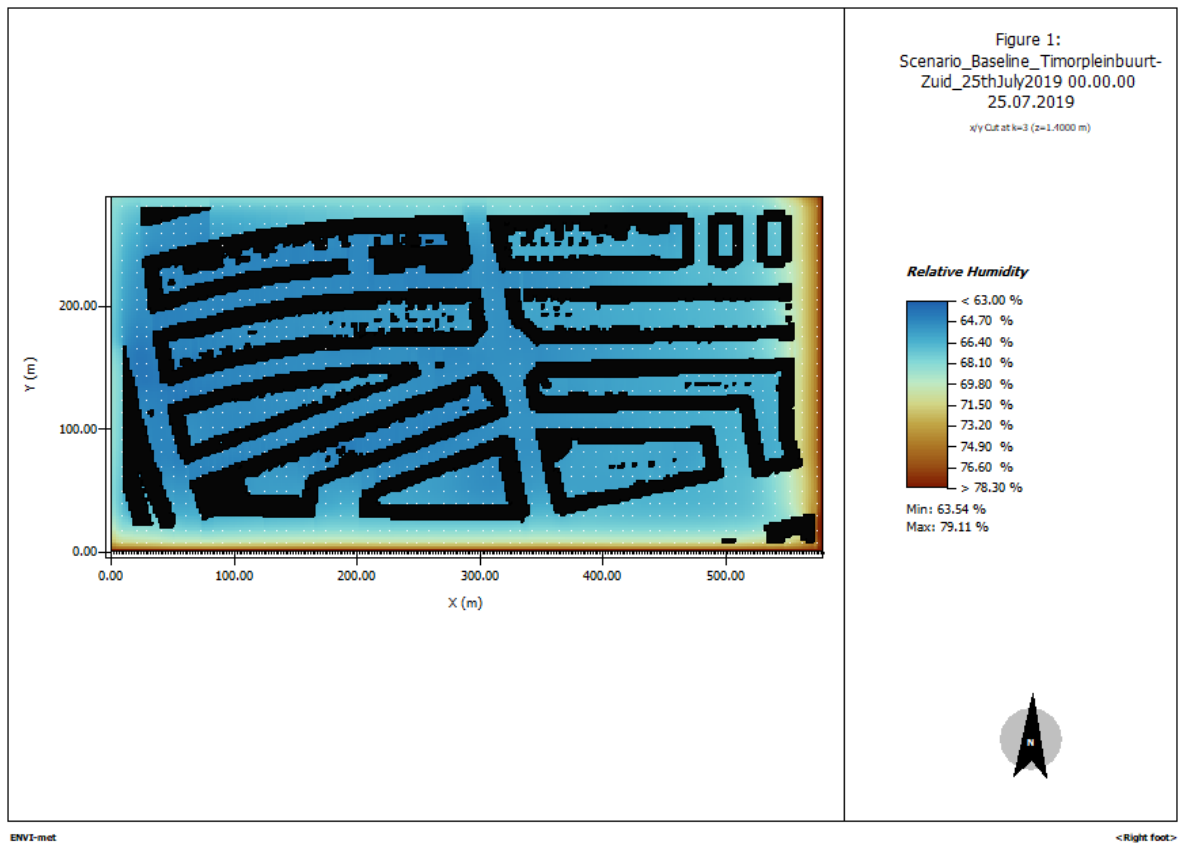 Figure 1:
Scenario_Baseline_Timorpleinbuurt-
Zuid_25thJuly2019 00.00.00
25.07.2019
x/y Cut at k=3 (z=1.4000 m)
Relative Humidity
< 63.00 %
64.70 %
66.40 %
68.10 %
69.80 %
71.50 %
73.20 %
74.90 %
76.60 %
> 78.30 %
Min: 63.54 %
Max: 79.11 %
Y (m)
200.00
100.00
0.00
0.00 100.00 200.00 300.00 400.00 500.00
X (m)
N
ENVI-met
<Right foot>